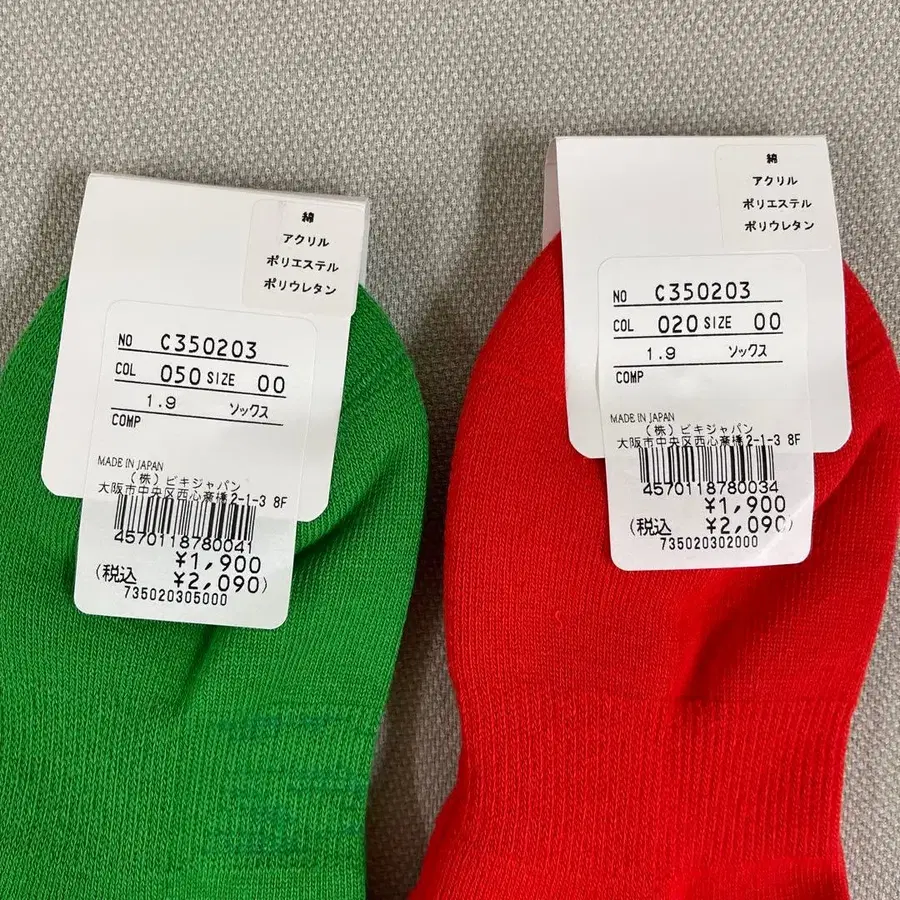 綿
アクリル
ポリエステル
ポリウレタン
NO C350203
COL 050 SIZE 00
1.9 ソックス
COMP
MADE IN JAPAN
(株)ビキジャパン
大阪市中央区西心斎橋2-1-3 8F
4570118780041
¥1,900
(税込 ¥2,090)
735020305000
綿
アクリル
ポリエステル
ポリウレタン
NO C350203
COL 020 SIZE 00
1.9 ソックス
COMP
MADE IN JAPAN
(株)ビキジャパン
大阪市中央区西心斎橋2-1-3 8F
4570118780034
¥1,900
(税込 ¥2,090)
735020302000